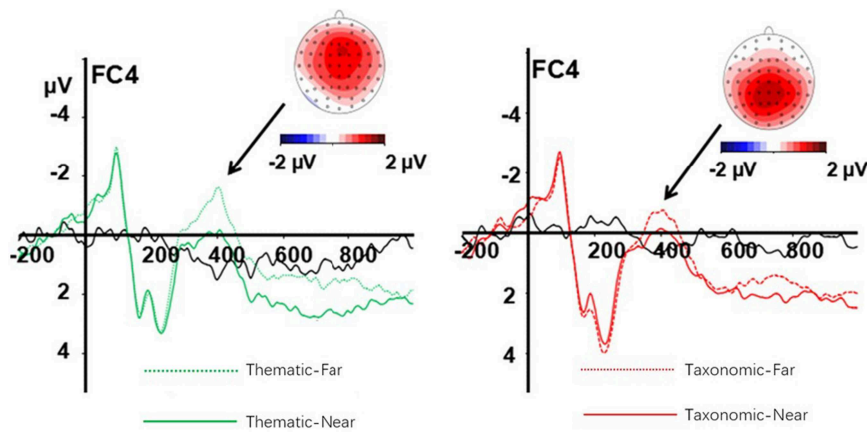 FC4
μV
-4
-2
2
4
-200
200
400
600
800
-2 μV
2 μV
Thematic-Far
Thematic-Near
FC4
-4
-2
2
4
-200
200
400
600
800
-2 μV
2 μV
Taxonomic-Far
Taxonomic-Near